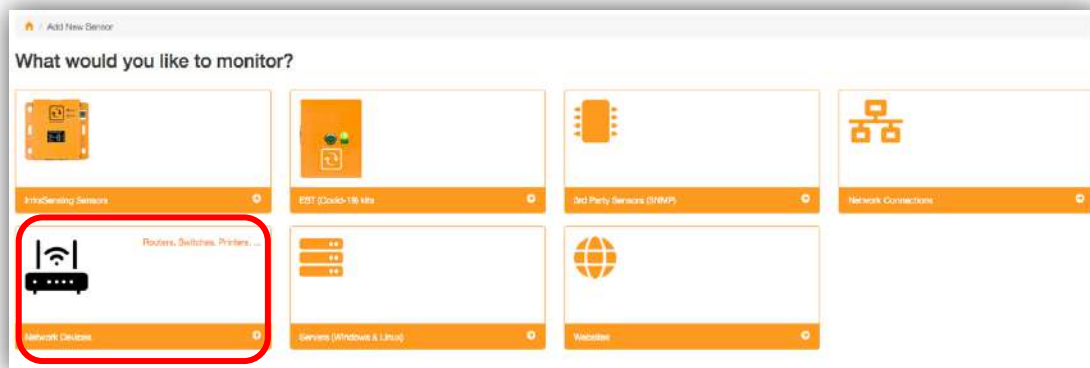 / Add New Sensor
What would you like to monitor?
InfraSensing Sensors
EBT (Covid-19) kits
3rd Party Sensors (SNMP)
Network Connections
Routers, Switches, Printers, ...
Network Devices
Servers (Windows & Linux)
Websites